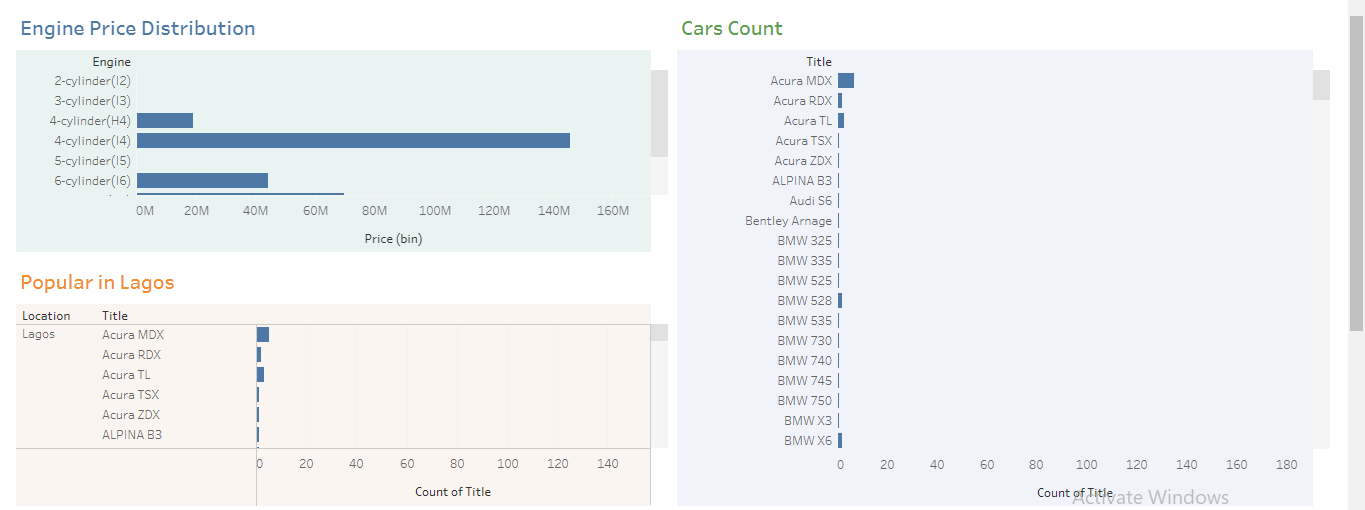 Engine Price Distribution
Engine
2-cylinder(I2)
3-cylinder(I3)
4-cylinder(H4)
4-cylinder(I4)
5-cylinder(I5)
6-cylinder(I6)
0M 20M 40M 60M 80M 100M 120M 140M 160M
Price (bin)
Popular in Lagos
Location Title
Lagos Acura MDX
Acura RDX
Acura TL
Acura TSX
Acura ZDX
ALPINA B3
0 20 40 60 80 100 120 140
Count of Title
Cars Count
Title
Acura MDX
Acura RDX
Acura TL
Acura TSX
Acura ZDX
ALPINA B3
Audi S6
Bentley Arnage
BMW 325
BMW 335
BMW 525
BMW 528
BMW 535
BMW 730
BMW 740
BMW 745
BMW 750
BMW X3
BMW X6
0 20 40 60 80 100 120 140 160 180
Count of Title
Activate Windows